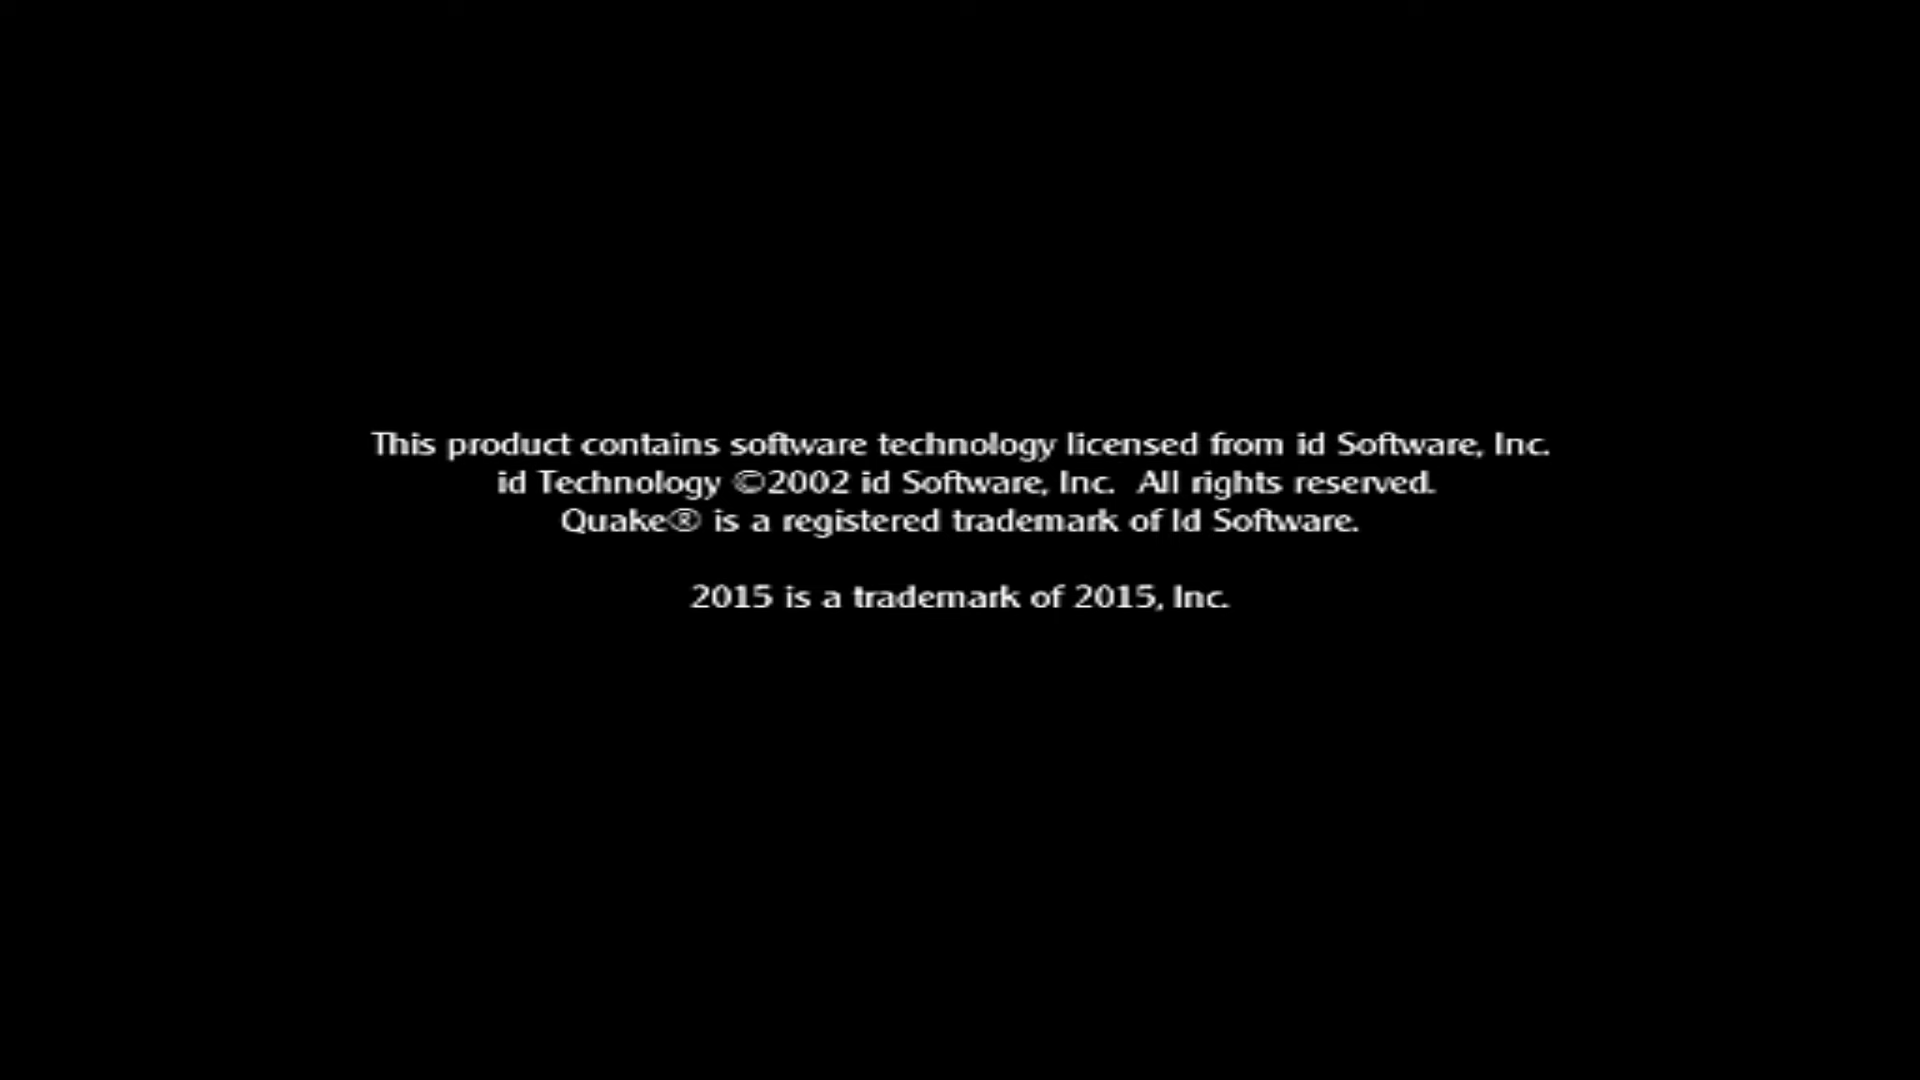 This product contains software technology licensed from id Software, Inc.
id Technology ©2002 id Software, Inc.  All rights reserved.
Quake® is a registered trademark of Id Software.
2015 is a trademark of 2015, Inc.